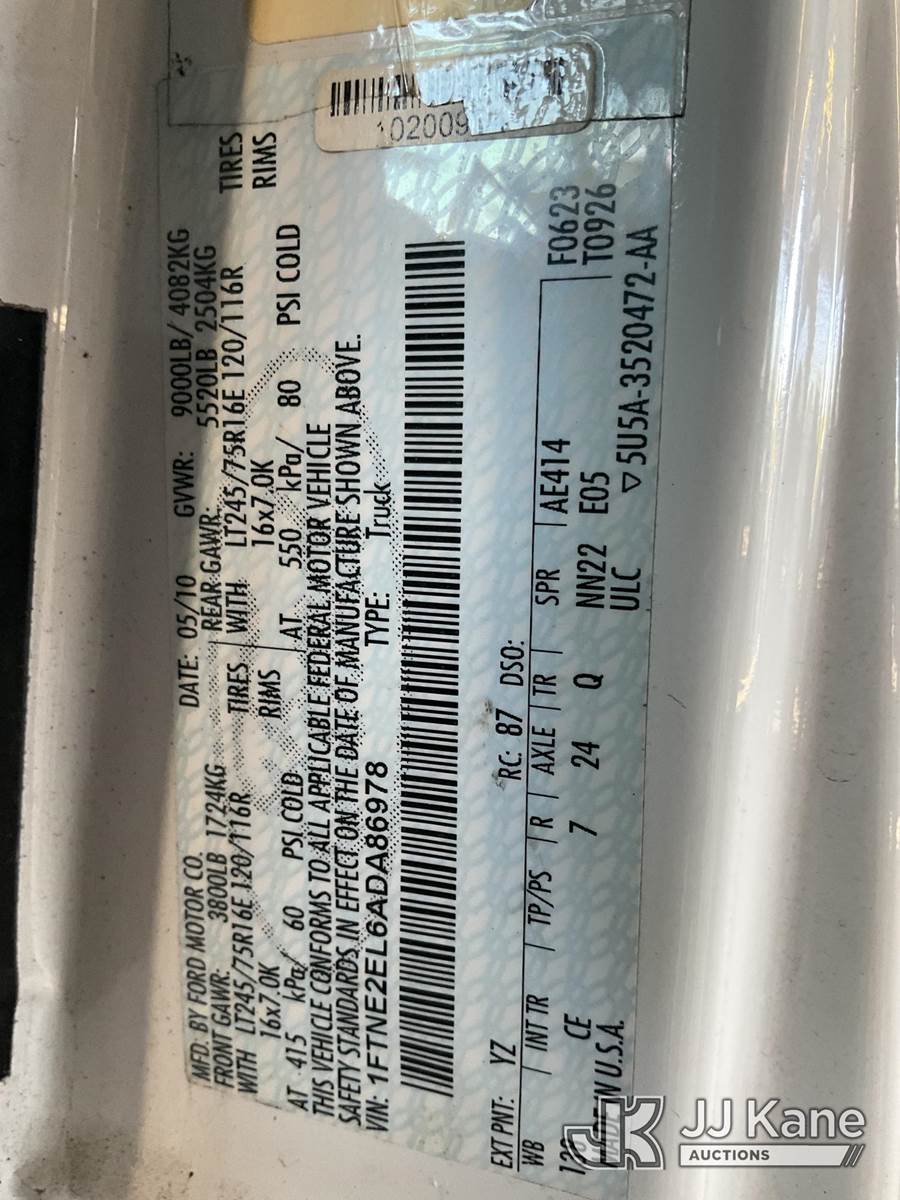 102009
MFD. BY FORD MOTOR CO. DATE: 05/10 GVWR: 9000LB/ 4082KG
FRONT GAWR: 3800LB 1724KG REAR GAWR: 5520LB 2504KG
WITH LT245/75R16E 120/116R TIRES WITH LT245/75R16E 120/116R TIRES
16x7.0K RIMS 16x7.0K RIMS
AT 415 kPa/ 60 PSI COLD AT 550 kPa/ 80 PSI COLD
THIS VEHICLE CONFORMS TO ALL APPLICABLE FEDERAL MOTOR VEHICLE
SAFETY STANDARDS IN EFFECT ON THE DATE OF MANUFACTURE SHOWN ABOVE.
VIN: 1FTNE2EL6ADA86978 TYPE: Truck
EXT PNT: YZ RC: 87 DSO: F0623
WB INT TR TP/PS R AXLE TR SPR AE414 T0926
CE 7 24 Q NN22 E05
MADE IN U.S.A. ULC ▽5U5A-3520472-AA
JK JJ Kane
AUCTIONS